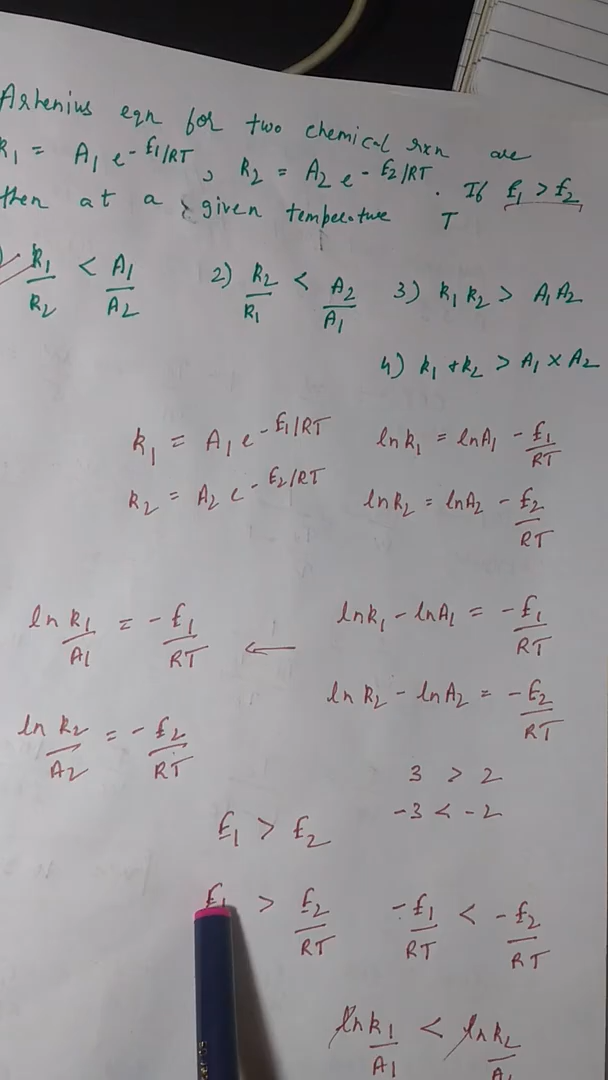 Arhenius eqn for two chemical rxn are
k1 = A1 e^-E1/RT , k2 = A2 e^-E2/RT . If E1 > E2
then at a given temperature T
k1/k2 < A1/A2 2) k2/k1 < A2/A1 3) k1 k2 > A1 A2
4) k1 + k2 > A1 × A2
k1 = A1 e^-E1/RT ln k1 = ln A1 - E1/RT
k2 = A2 e^-E2/RT ln k2 = ln A2 - E2/RT
ln k1/A1 = -E1/RT ← ln k1 - ln A1 = -E1/RT
ln k2/A2 = -E2/RT ln k2 - ln A2 = -E2/RT
3 > 2
-3 < -2
E1 > E2
E1 > E2/RT -E1/RT < -E2/RT
ln k1/A1 < ln k2/